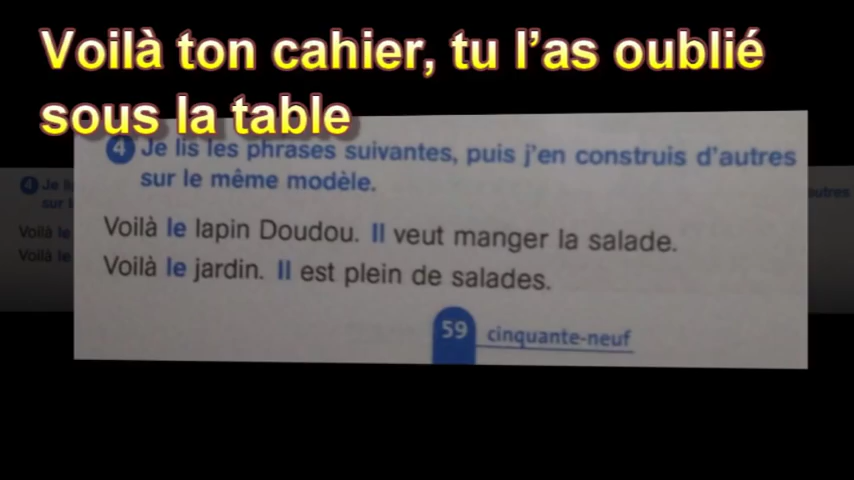 Voilà ton cahier, tu l'as oublié
sous la table
4 Je lis les phrases suivantes, puis j'en construis d'autres
sur le même modèle.
Voilà le lapin Doudou. Il veut manger la salade.
Voilà le jardin. Il est plein de salades.
59 cinquante-neuf